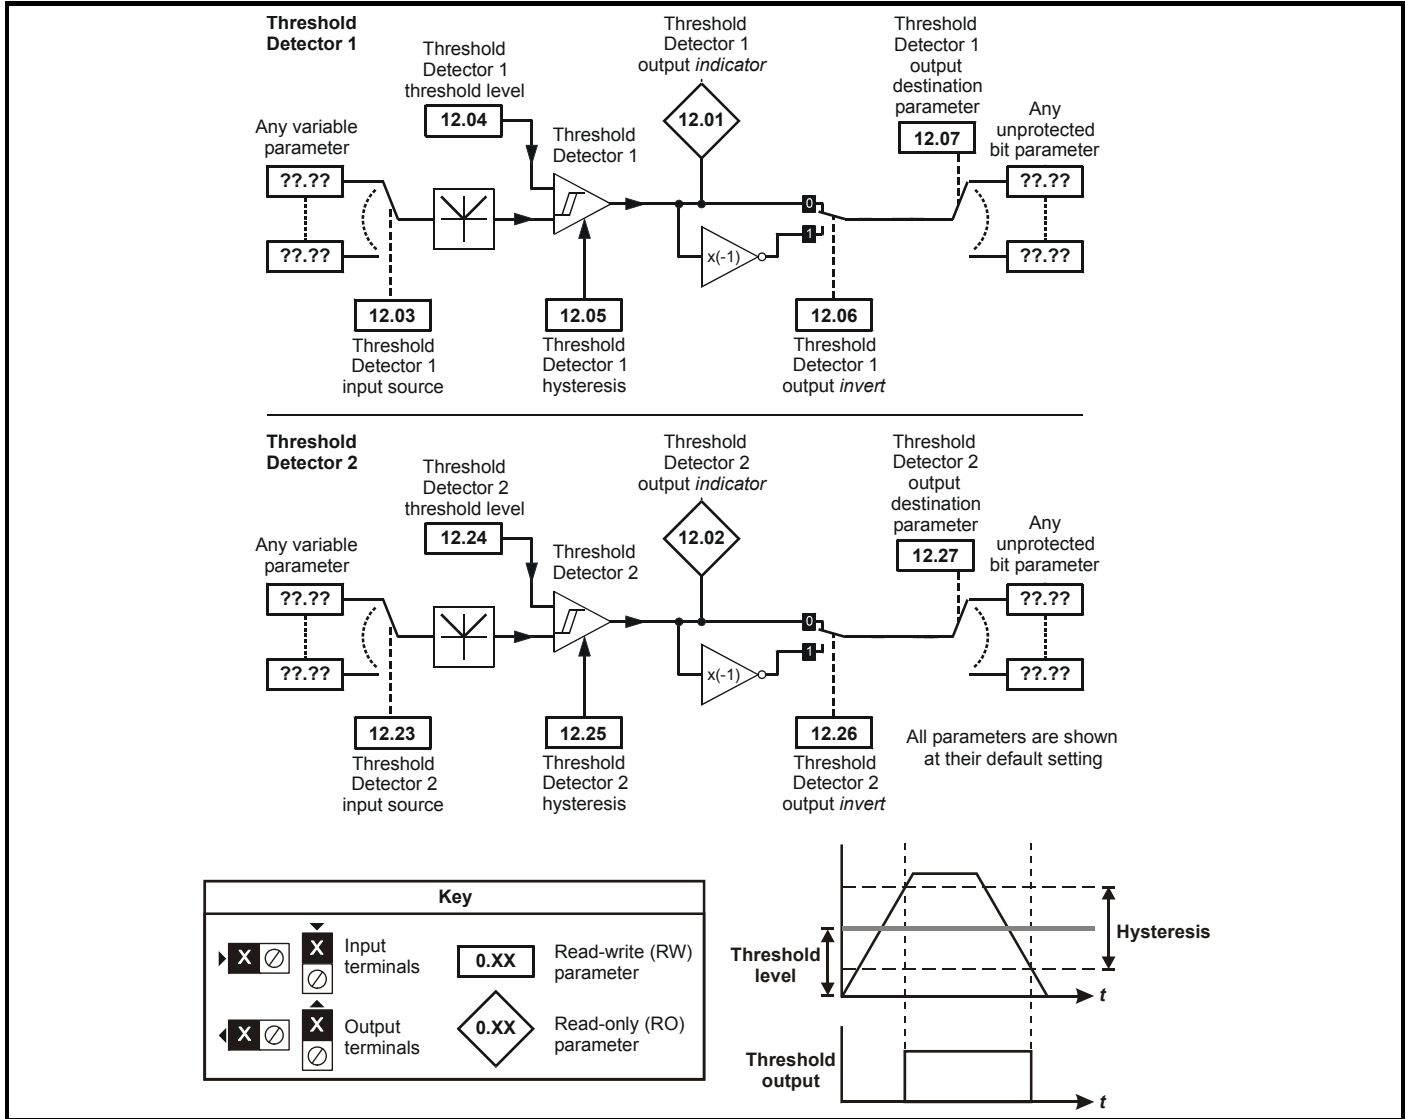 Threshold
Detector 1
Threshold
Detector 1
threshold level
12.04
Threshold
Detector 1
output indicator
12.01
Threshold
Detector 1
output
destination
parameter
12.07
Any variable
parameter
??.??
??.??
Threshold
Detector 1
Any
unprotected
bit parameter
??.??
??.??
0
1
x(-1)
12.03
Threshold
Detector 1
input source
12.05
Threshold
Detector 1
hysteresis
12.06
Threshold
Detector 1
output invert
Threshold
Detector 2
Threshold
Detector 2
threshold level
12.24
Threshold
Detector 2
output indicator
12.02
Threshold
Detector 2
output
destination
parameter
12.27
Any variable
parameter
??.??
??.??
Threshold
Detector 2
Any
unprotected
bit parameter
??.??
??.??
0
1
x(-1)
12.23
Threshold
Detector 2
input source
12.25
Threshold
Detector 2
hysteresis
12.26
Threshold
Detector 2
output invert
All parameters are shown
at their default setting
Key
X
X
Input
terminals
0.XX
Read-write (RW)
parameter
X
X
Output
terminals
0.XX
Read-only (RO)
parameter
Threshold
level
Hysteresis
t
Threshold
output
t